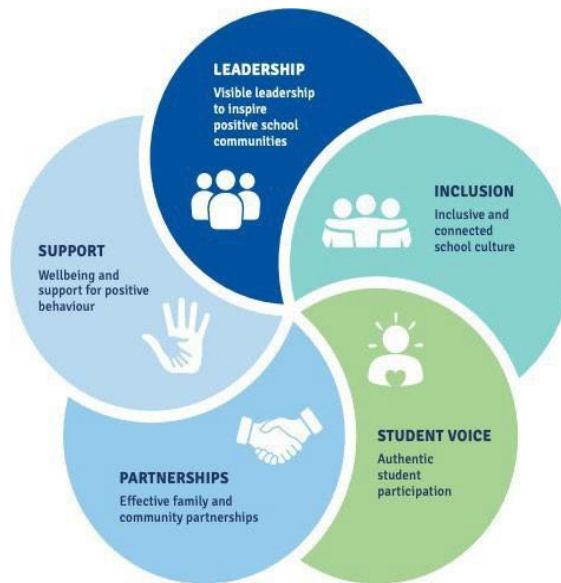 LEADERSHIP
Visible leadership
to inspire
positive school
communities
INCLUSION
Inclusive and
connected
school culture
STUDENT VOICE
Authentic
student
participation
PARTNERSHIPS
Effective family and
community partnerships
SUPPORT
Wellbeing and
support for positive
behaviour